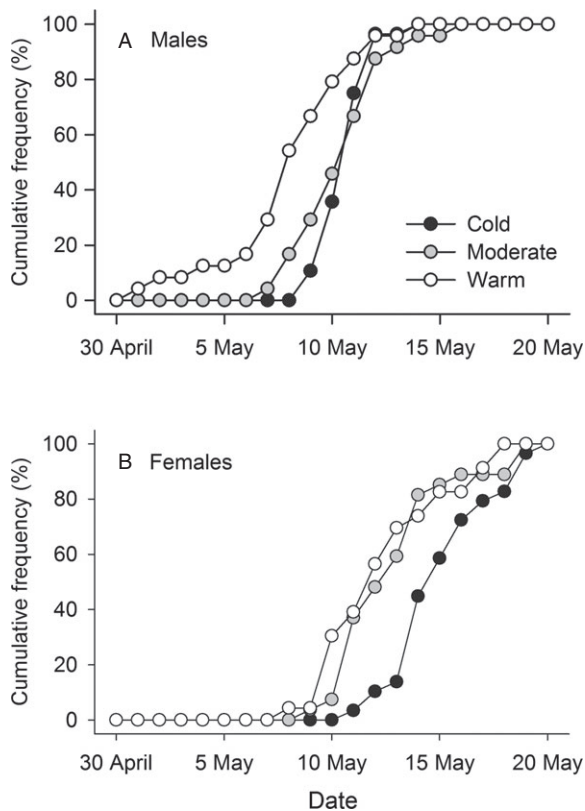 A Males
Cumulative frequency (%)
100
80
60
40
20
0
Cold
Moderate
Warm
30 April 5 May 10 May 15 May 20 May
B Females
Cumulative frequency (%)
100
80
60
40
20
0
30 April 5 May 10 May 15 May 20 May
Date